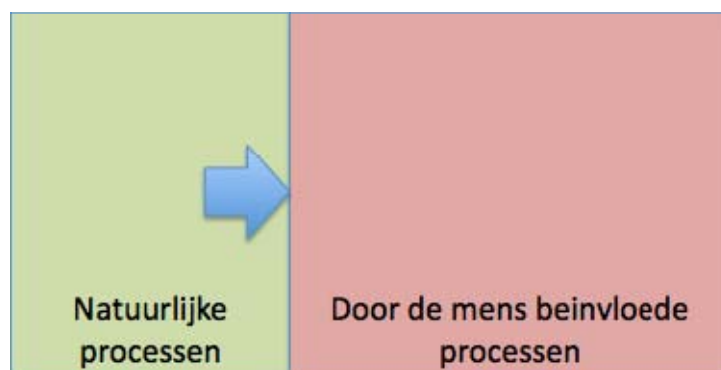 Natuurlijke
processen
Door de mens beinvloede
processen